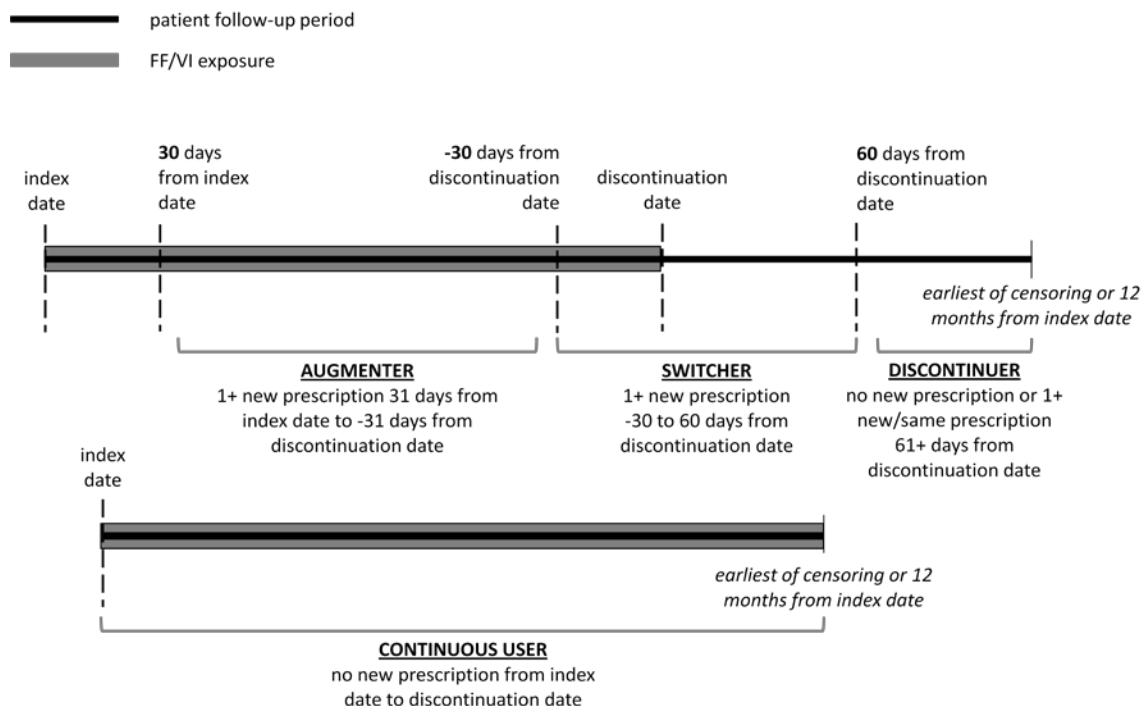 patient follow-up period
FF/VI exposure
index
date
30 days
from index
date
-30 days from
discontinuation
date
discontinuation
date
60 days from
discontinuation
date
earliest of censoring or 12
months from index date
AUGMENTER
1+ new prescription 31 days from
index date to -31 days from
discontinuation date
SWITCHER
1+ new prescription
-30 to 60 days from
discontinuation date
DISCONTINUER
no new prescription or 1+
new/same prescription
61+ days from
discontinuation date
index
date
earliest of censoring or 12
months from index date
CONTINUOUS USER
no new prescription from index
date to discontinuation date